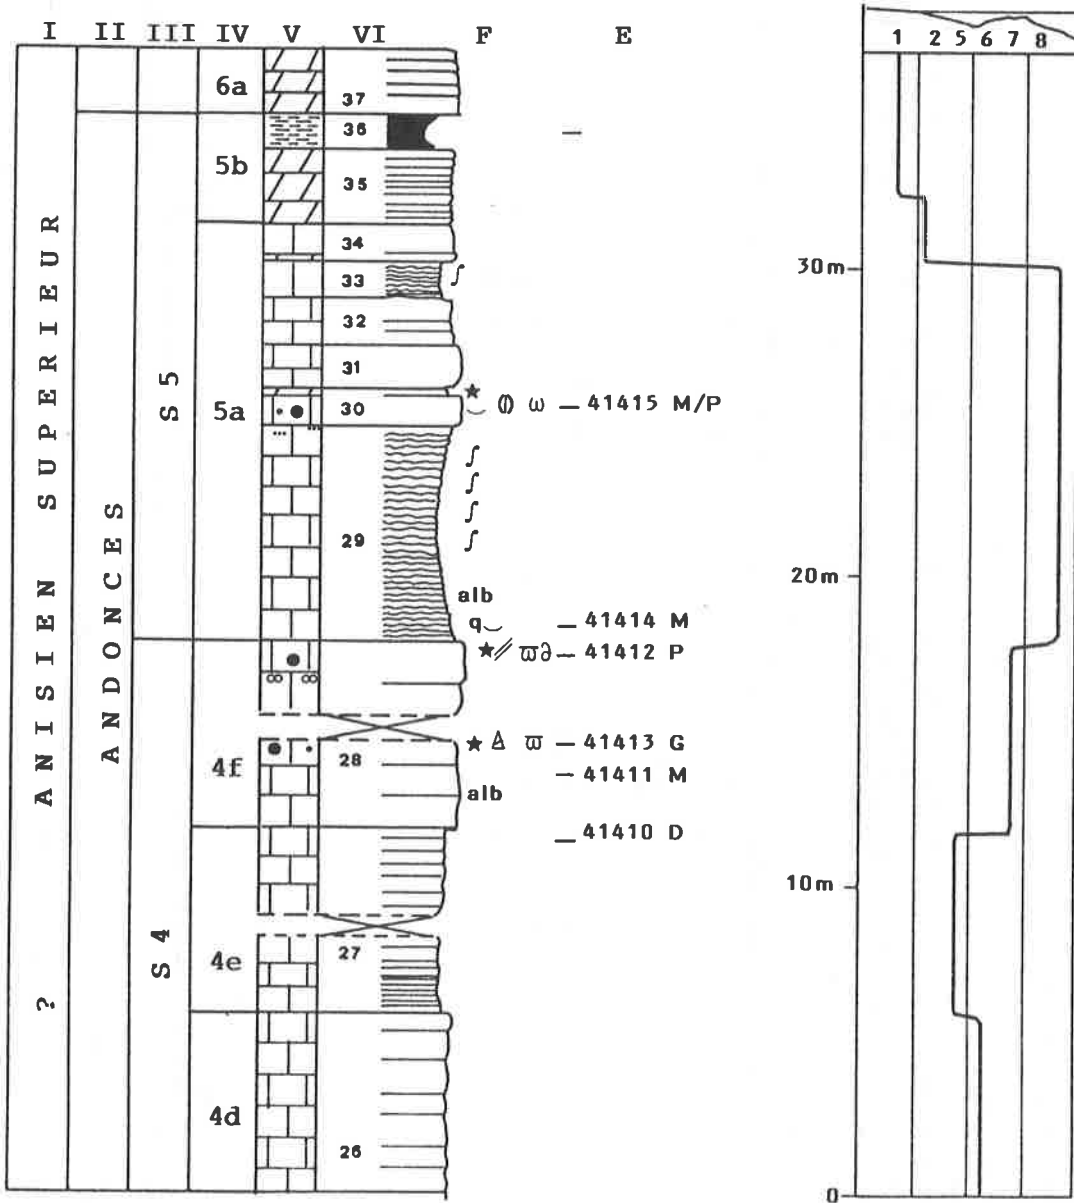 I II III IV V VI F E
1 2 5 6 7 8
6a
37
36
5b
35
34
30m
33
32
31
30
★ ⌣ () ω — 41415 M/P
S 5
5a
29
20m
alb
q⌣ — 41414 M
★ // ϖ∂ — 41412 P
★ Δ ϖ — 41413 G
28
4f
— 41411 M
alb
— 41410 D
10m
27
4e
S 4
4d
26
0
? ANISIEN SUPERIEUR
ANDONCES